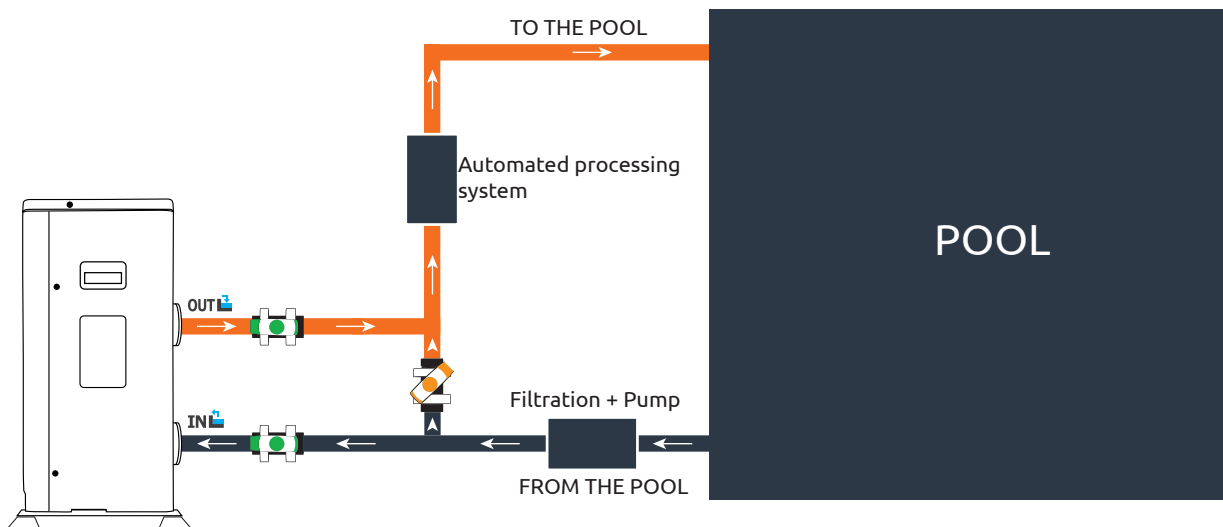 TO THE POOL
Automated processing
system
POOL
OUT
IN
Filtration + Pump
FROM THE POOL